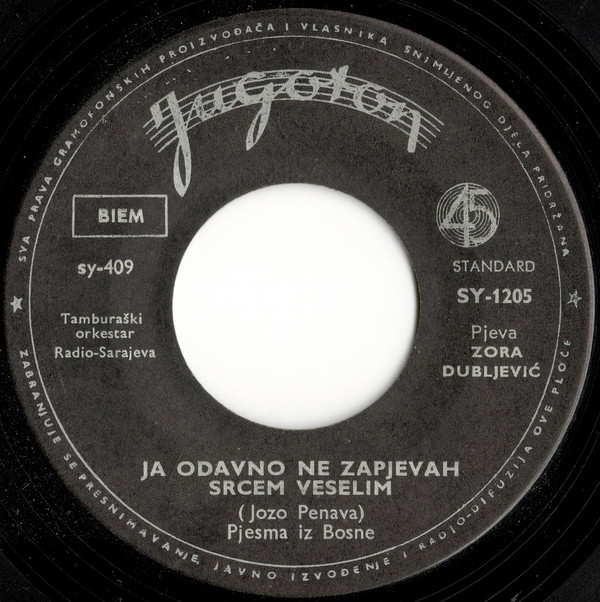 SVA PRAVA GRAMOFONSKIH PROIZVOĐAČA I VLASNIKA SNIMLJENOG DJELA PRIDRŽANA
Jugoton
BIEM
45
sy-409
STANDARD
SY-1205
Tamburaški
orkestar
Radio-Sarajeva
Pjeva
ZORA
DUBLJEVIĆ
JA ODAVNO NE ZAPJEVAH
SRCEM VESELIM
(Jozo Penava)
Pjesma iz Bosne
ZABRANJUJE SE PRESNIMAVANJE, JAVNO IZVOĐENJE I RADIO-DIFUZIJA OVE PLOČE